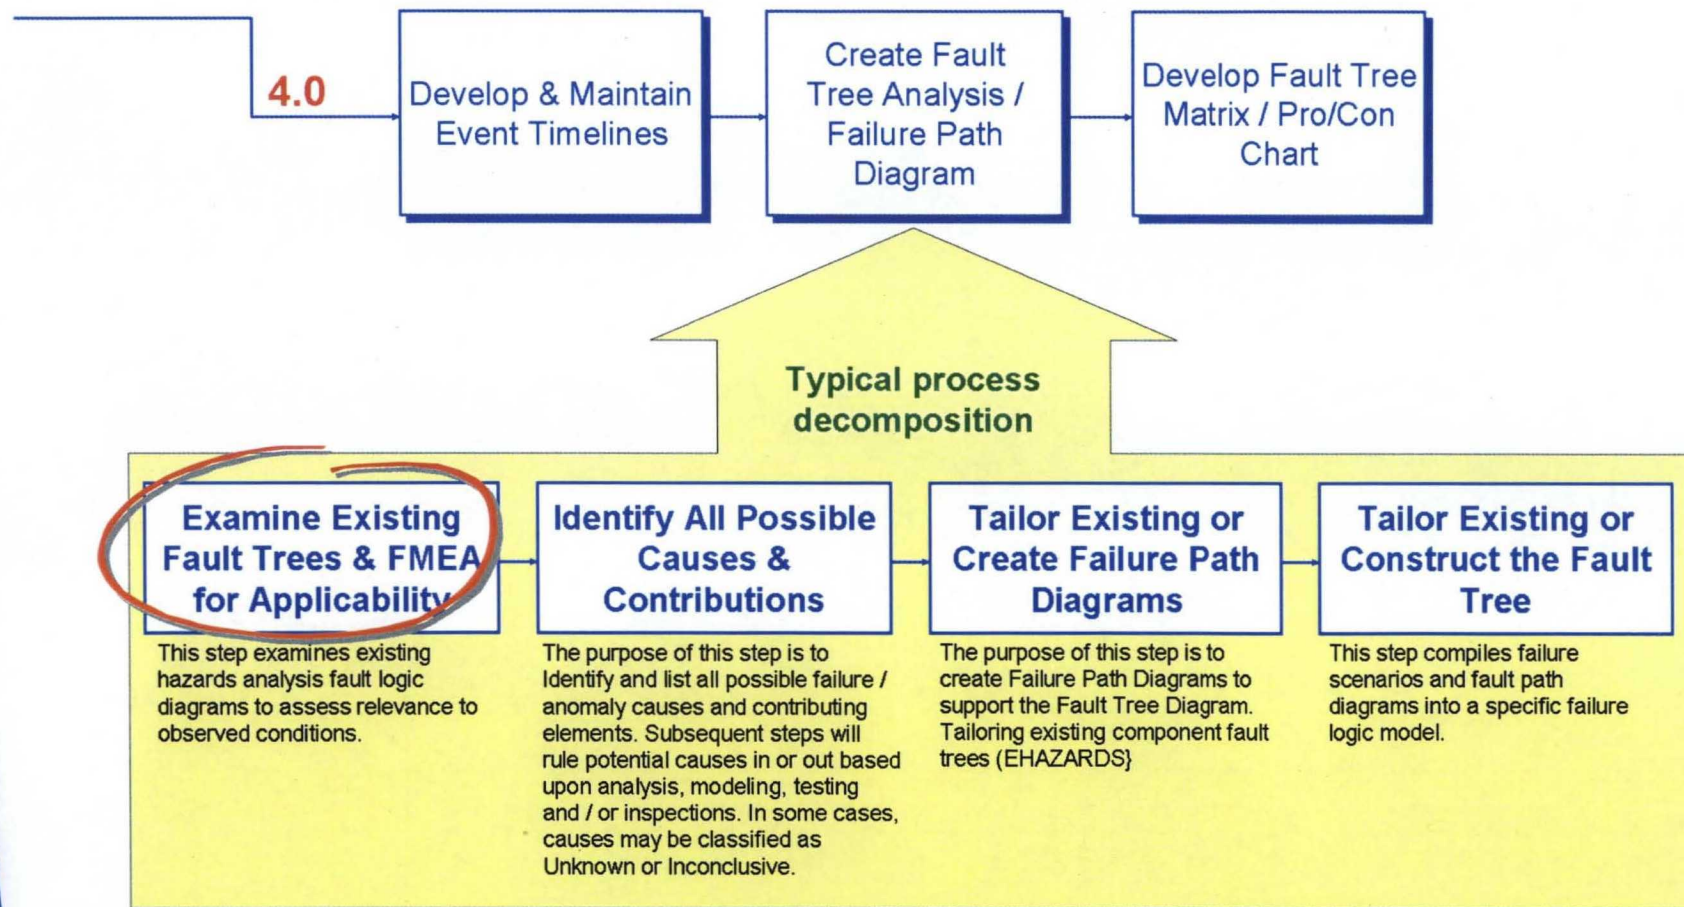 4.0
Develop & Maintain
Event Timelines
Create Fault
Tree Analysis /
Failure Path
Diagram
Develop Fault Tree
Matrix / Pro/Con
Chart
Typical process
decomposition
Examine Existing
Fault Trees & FMEA
for Applicability
This step examines existing
hazards analysis fault logic
diagrams to assess relevance to
observed conditions.
Identify All Possible
Causes &
Contributions
The purpose of this step is to
Identify and list all possible failure /
anomaly causes and contributing
elements. Subsequent steps will
rule potential causes in or out based
upon analysis, modeling, testing
and / or inspections. In some cases,
causes may be classified as
Unknown or Inconclusive.
Tailor Existing or
Create Failure Path
Diagrams
The purpose of this step is to
create Failure Path Diagrams to
support the Fault Tree Diagram.
Tailoring existing component fault
trees (EHAZARDS}
Tailor Existing or
Construct the Fault
Tree
This step compiles failure
scenarios and fault path
diagrams into a specific failure
logic model.